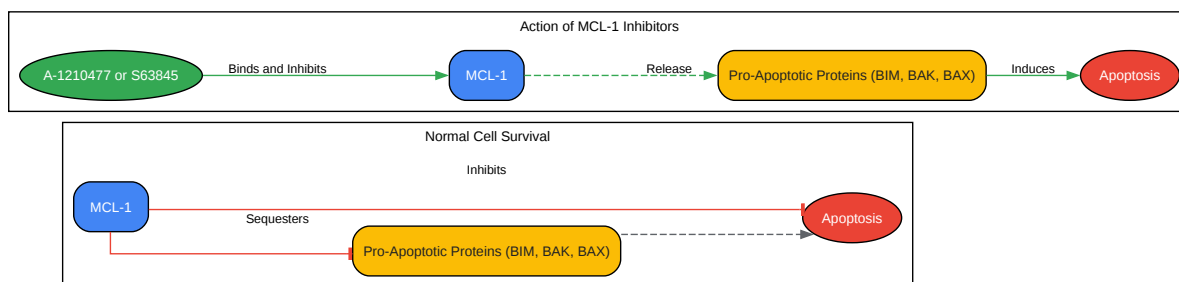 Action of MCL-1 Inhibitors
A-1210477 or S63845
Binds and Inhibits
MCL-1
Release
Pro-Apoptotic Proteins (BIM, BAK, BAX)
Induces
Apoptosis
Normal Cell Survival
Inhibits
MCL-1
Sequesters
Pro-Apoptotic Proteins (BIM, BAK, BAX)
Apoptosis